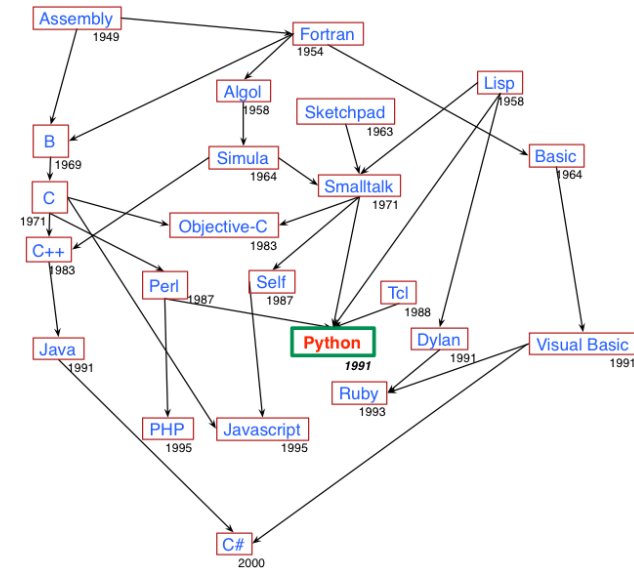 Assembly
1949
Fortran
1954
Algol
1958
Lisp
1958
Sketchpad
1963
B
1969
Simula
1964
Basic
1964
Smalltalk
1971
C
1971
Objective-C
1983
C++
1983
Perl
1987
Self
1987
Tcl
1988
Python
1991
Java
1991
Dylan
1991
Visual Basic
1991
Ruby
1993
PHP
1995
Javascript
1995
C#
2000